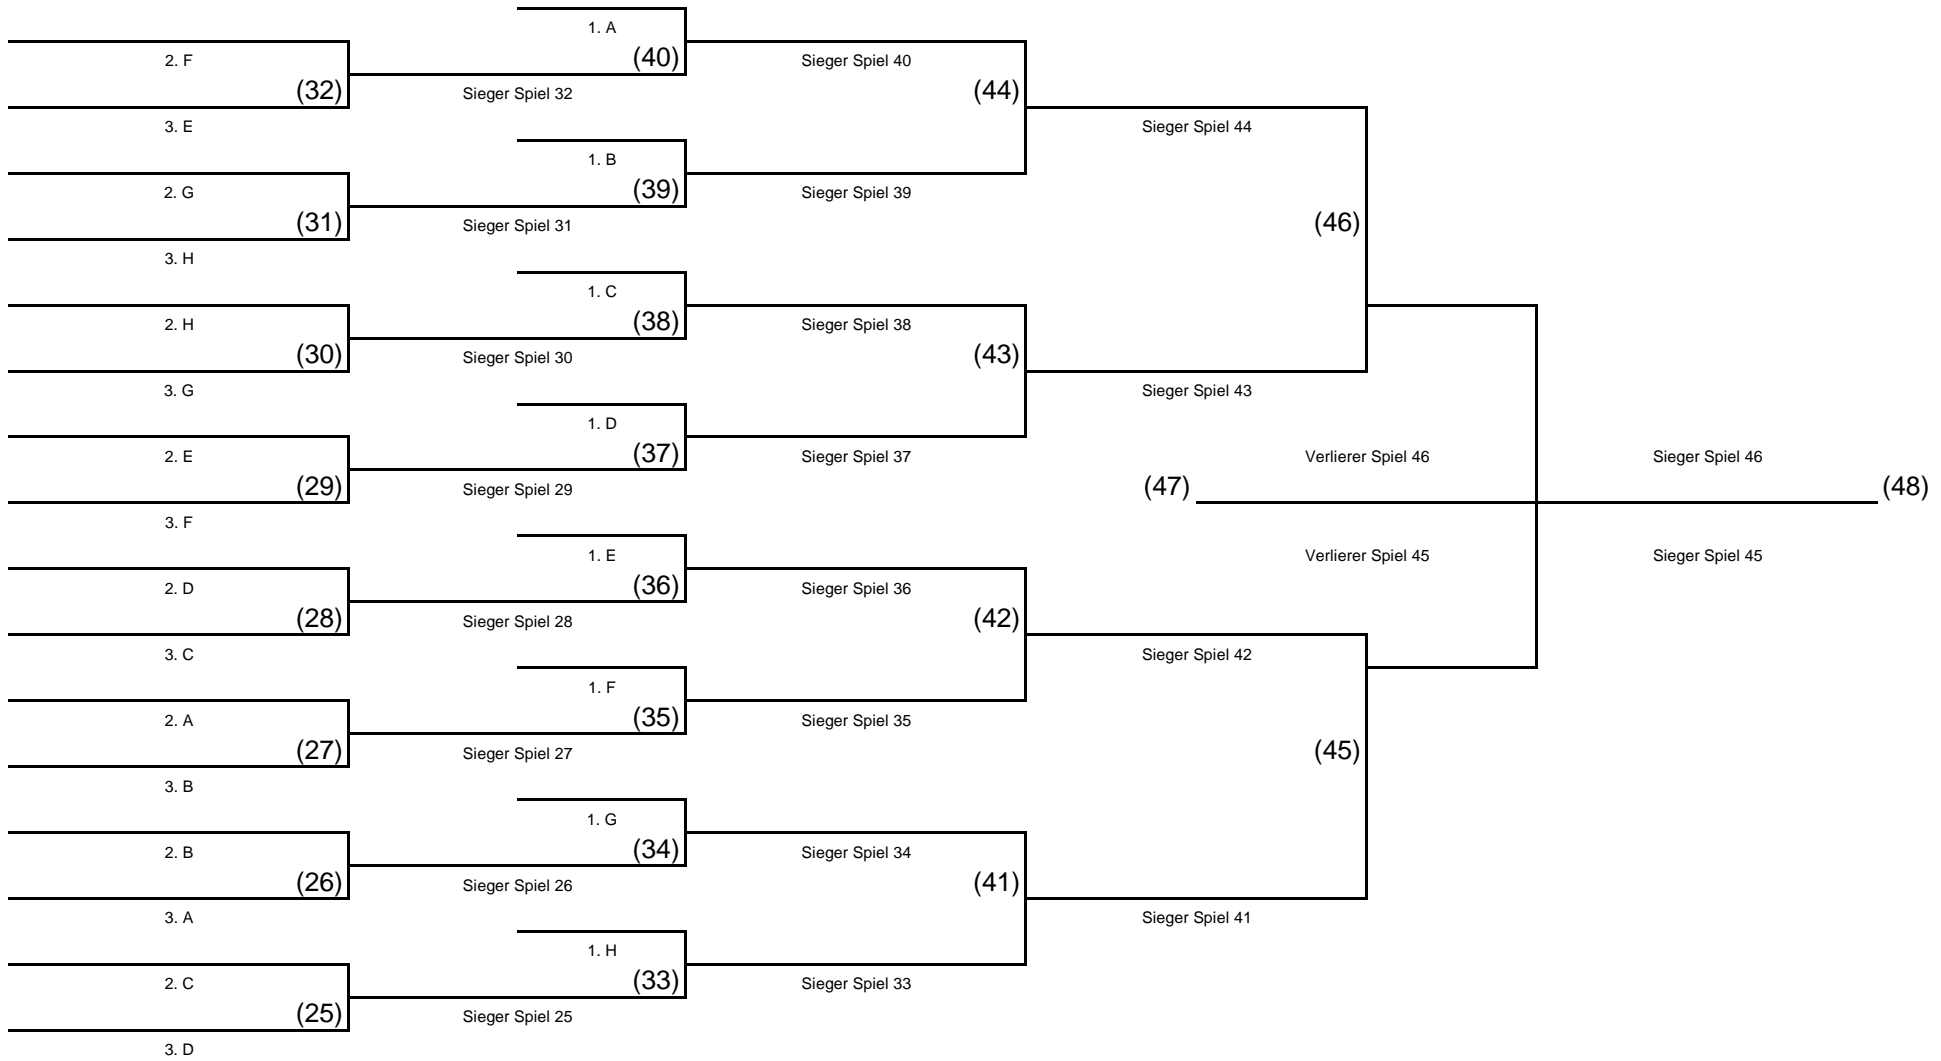 1. A
2. F
(40)
Sieger Spiel 40
(32)
Sieger Spiel 32
(44)
3. E
Sieger Spiel 44
1. B
2. G
(39)
Sieger Spiel 39
(31)
Sieger Spiel 31
(46)
3. H
1. C
2. H
(38)
Sieger Spiel 38
(30)
Sieger Spiel 30
(43)
3. G
Sieger Spiel 43
1. D
2. E
(37)
Sieger Spiel 37
Verlierer Spiel 46
Sieger Spiel 46
(29)
Sieger Spiel 29
(47)
(48)
3. F
1. E
Verlierer Spiel 45
Sieger Spiel 45
2. D
(36)
Sieger Spiel 36
(28)
Sieger Spiel 28
(42)
3. C
Sieger Spiel 42
1. F
2. A
(35)
Sieger Spiel 35
(27)
Sieger Spiel 27
(45)
3. B
1. G
2. B
(34)
Sieger Spiel 34
(26)
Sieger Spiel 26
(41)
3. A
Sieger Spiel 41
1. H
2. C
(33)
Sieger Spiel 33
(25)
Sieger Spiel 25
3. D